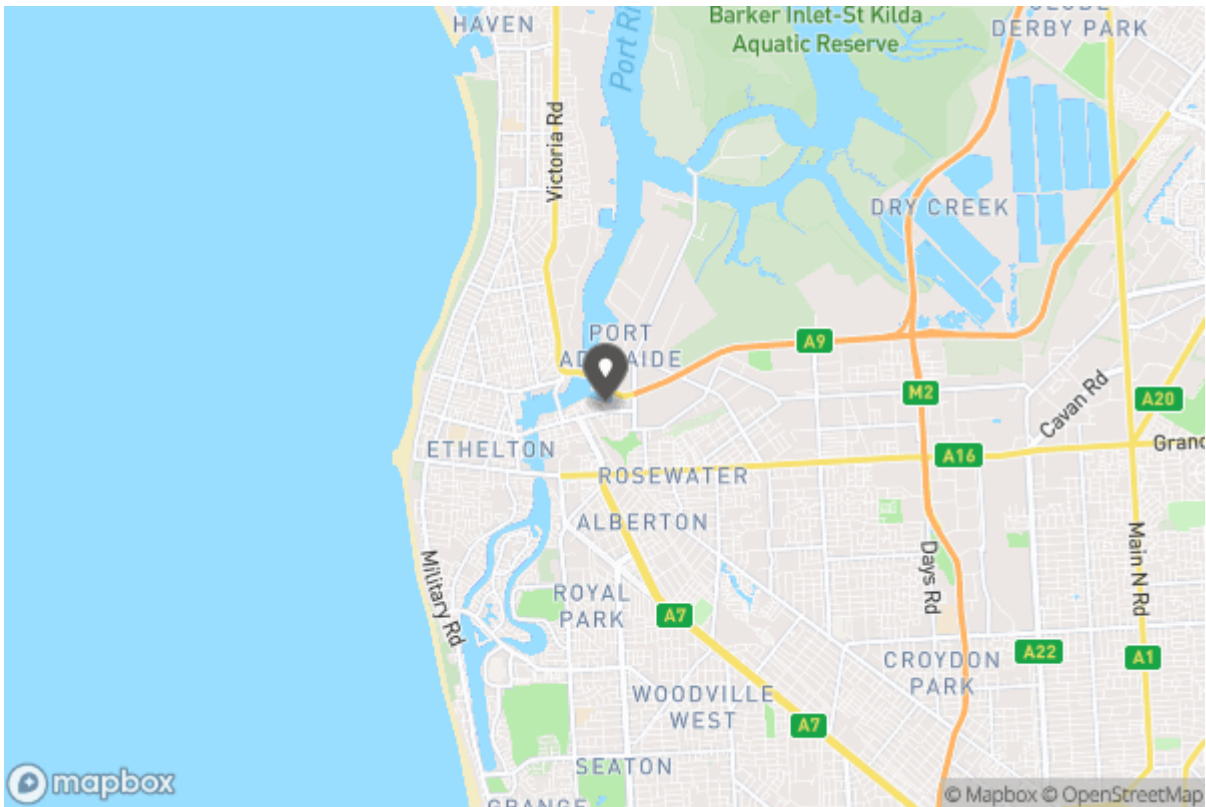 HAVEN
Barker Inlet-St Kilda
Aquatic Reserve
DERBY PARK
Victoria Rd
DRY CREEK
PORT
A9
M2
Cavan Rd
A20
ETHELTON
A16
ROSEWATER
ALBERTON
Military Rd
Days Rd
Main N Rd
ROYAL
PARK
A7
CROYDON
PARK
A22
A1
WOODVILLE
WEST
A7
SEATON
GRANGE
mapbox
© Mapbox © OpenStreetMap